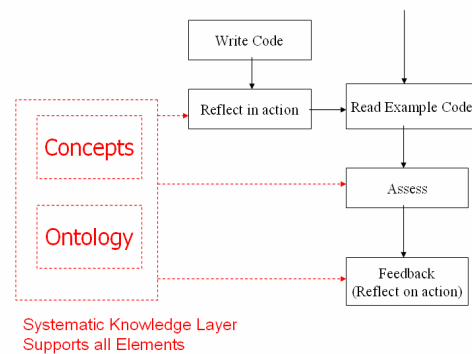 Write Code
Reflect in action
Read Example Code
Concepts
Assess
Ontology
Feedback
(Reflect on action)
Systematic Knowledge Layer
Supports all Elements